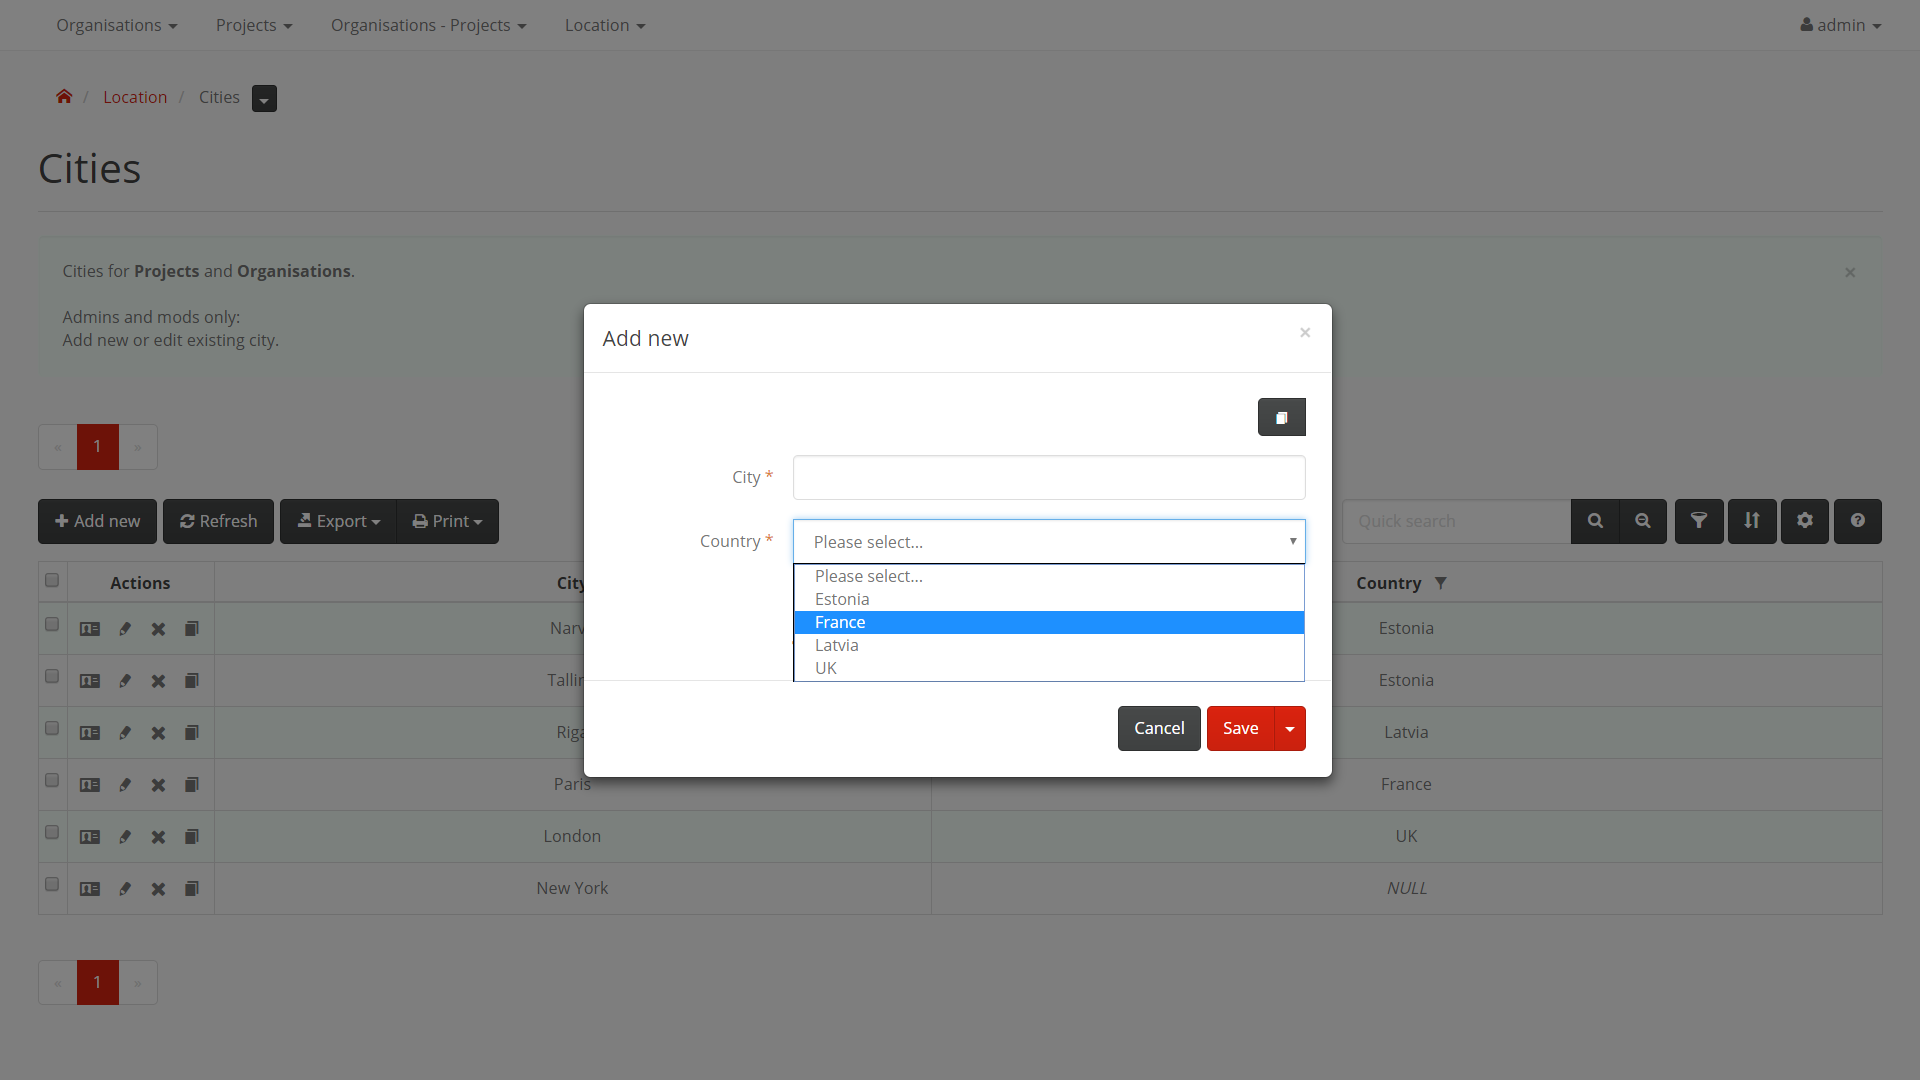 Organisations Projects Organisations - Projects Location admin
/ Location / Cities
Cities
Cities for Projects and Organisations.
×
Admins and mods only:
Add new or edit existing city.
Add new
×
City *
Country * Please select...
Please select...
Estonia
France
Latvia
UK
Cancel Save
« 1 »
Add new Refresh Export Print Quick search
Actions City Country
Narv Estonia
Tallin Estonia
Riga Latvia
Paris France
London UK
New York NULL
« 1 »